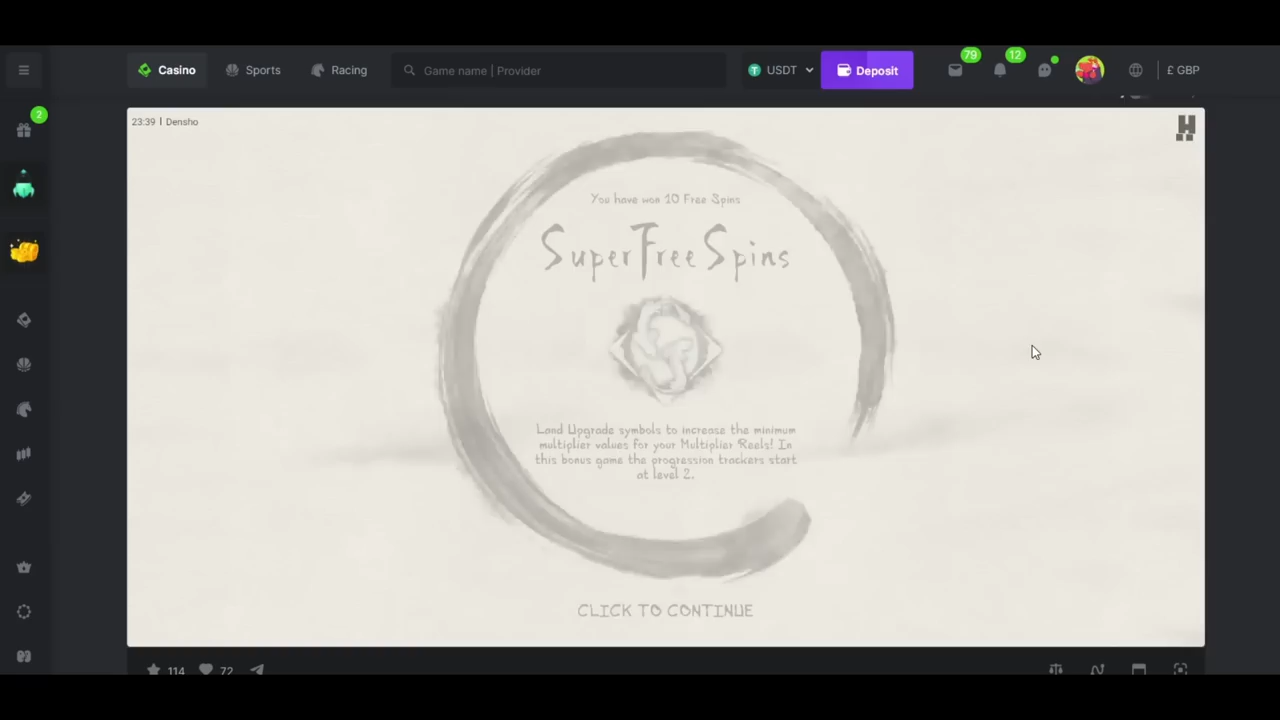 Casino
Sports
Racing
Game name | Provider
USDT
Deposit
79
12
£ GBP
2
23:39 | Densho
You have won 10 Free Spins
Super Free Spins
Land Upgrade symbols to increase the minimum
multiplier values for your Multiplier Reels! In
this bonus game the progression trackers start
at level 2.
CLICK TO CONTINUE
114
72